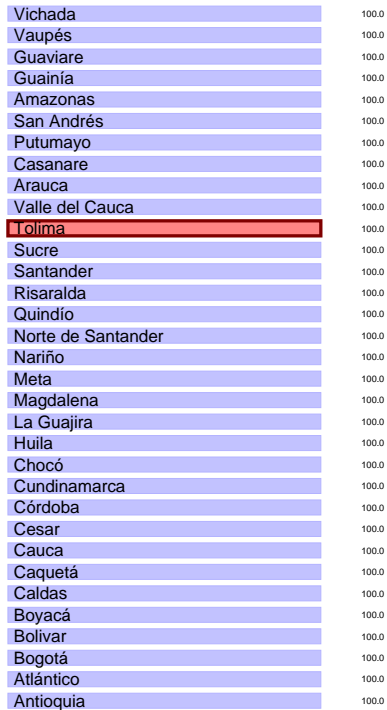 Vichada 100.0
Vaupés 100.0
Guaviare 100.0
Guainía 100.0
Amazonas 100.0
San Andrés 100.0
Putumayo 100.0
Casanare 100.0
Arauca 100.0
Valle del Cauca 100.0
Tolima 100.0
Sucre 100.0
Santander 100.0
Risaralda 100.0
Quindío 100.0
Norte de Santander 100.0
Nariño 100.0
Meta 100.0
Magdalena 100.0
La Guajira 100.0
Huila 100.0
Chocó 100.0
Cundinamarca 100.0
Córdoba 100.0
Cesar 100.0
Cauca 100.0
Caquetá 100.0
Caldas 100.0
Boyacá 100.0
Bolivar 100.0
Bogotá 100.0
Atlántico 100.0
Antioquia 100.0